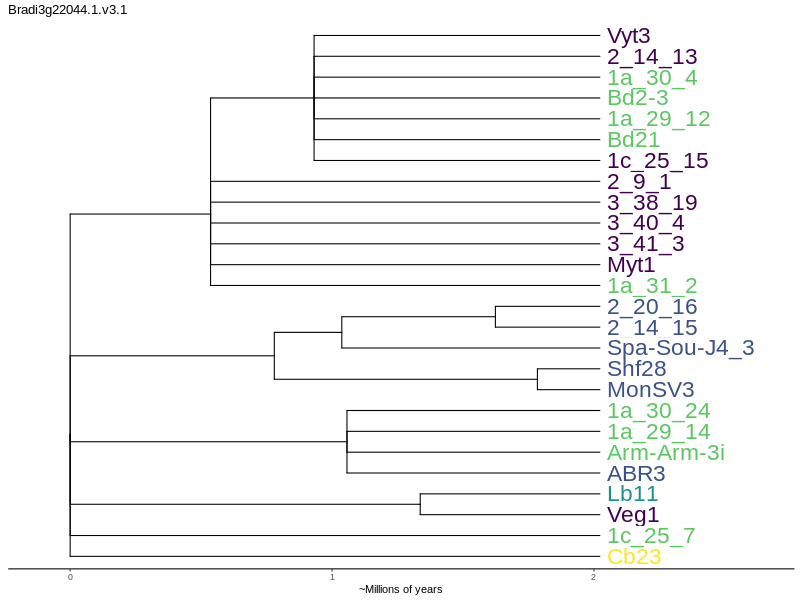 Bradi3g22044.1.v3.1
Vyt3
2_14_13
1a_30_4
Bd2-3
1a_29_12
Bd21
1c_25_15
2_9_1
3_38_19
3_40_4
3_41_3
Myt1
1a_31_2
2_20_16
2_14_15
Spa-Sou-J4_3
Shf28
MonSV3
1a_30_24
1a_29_14
Arm-Arm-3i
ABR3
Lb11
Veg1
1c_25_7
Cb23
0 1 2
~Millions of years